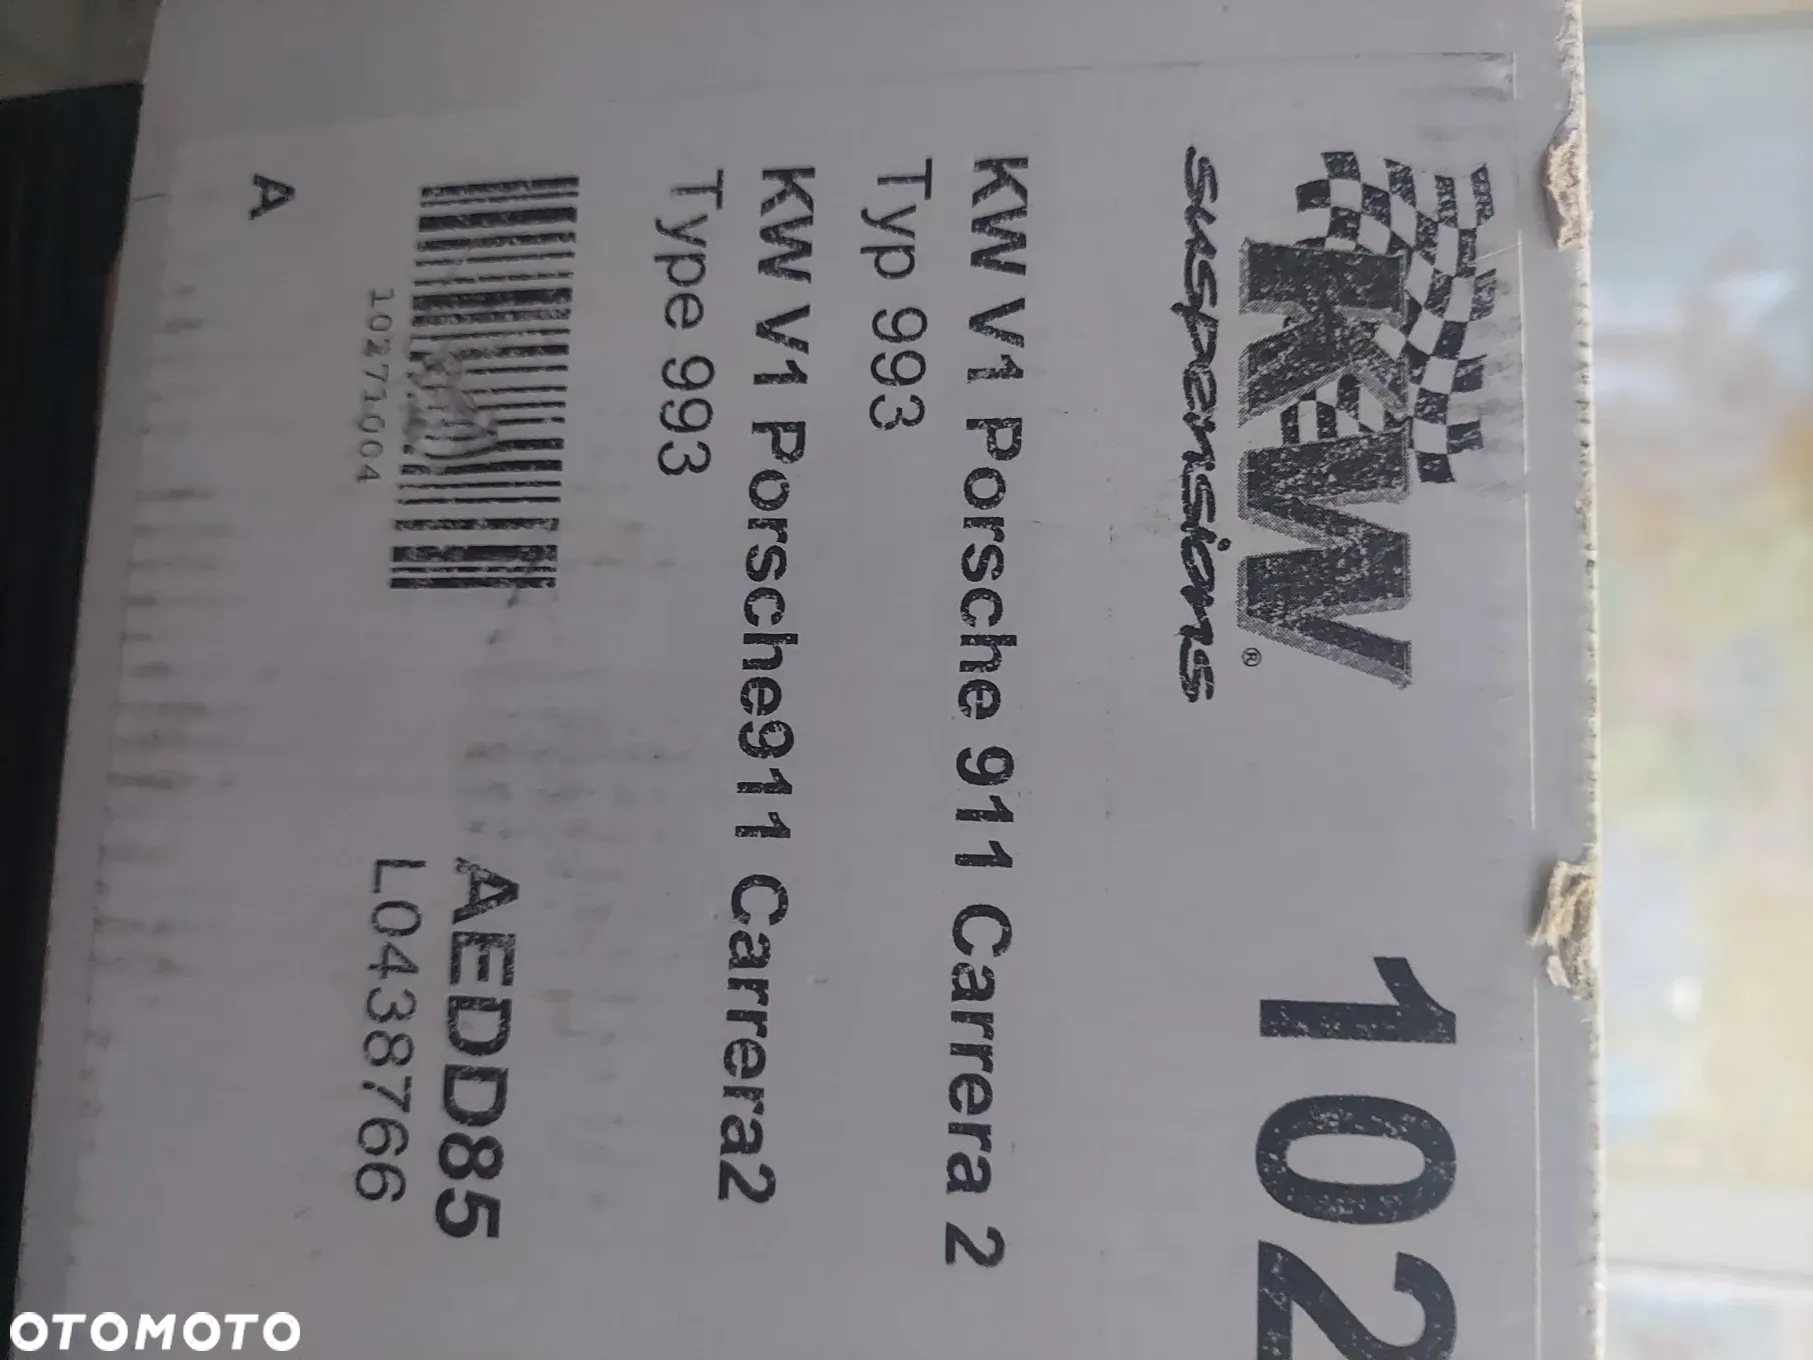 KW
suspensions
®
102
KW V1 Porsche 911 Carrera 2
Typ 993
KW V1 Porsche911 Carrera2
Type 993
10271004
AEDD85
L0438766
A
OTOMOTO